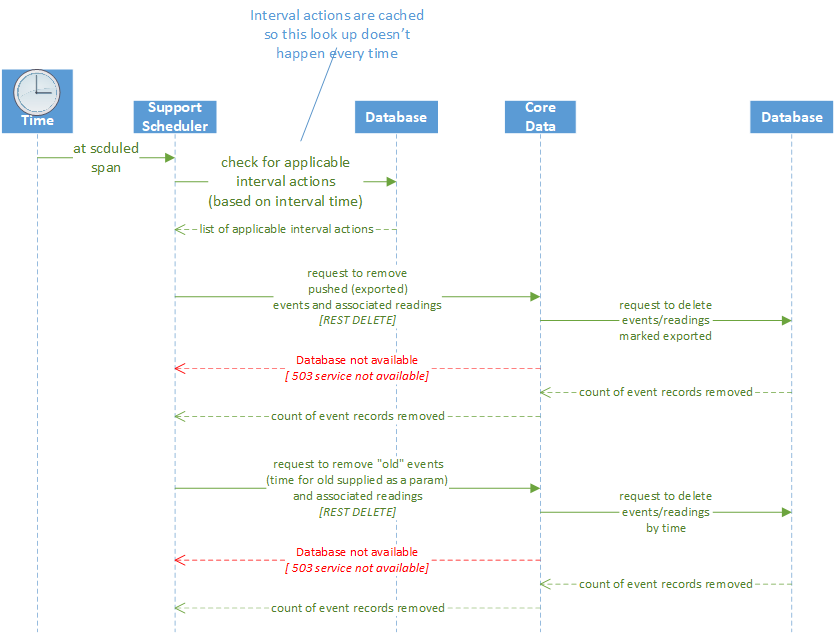 Interval actions are cached
so this look up doesn't
happen every time
Time
Support
Scheduler
Database
Core
Data
Database
at scduled
span
check for applicable
interval actions
(based on interval time)
list of applicable interval actions
request to remove
pushed (exported)
events and associated readings
[REST DELETE]
request to delete
events/readings
marked exported
Database not available
[ 503 service not available]
count of event records removed
count of event records removed
request to remove "old" events
(time for old supplied as a param)
and associated readings
[REST DELETE]
request to delete
events/readings
by time
Database not available
[ 503 service not available]
count of event records removed
count of event records removed